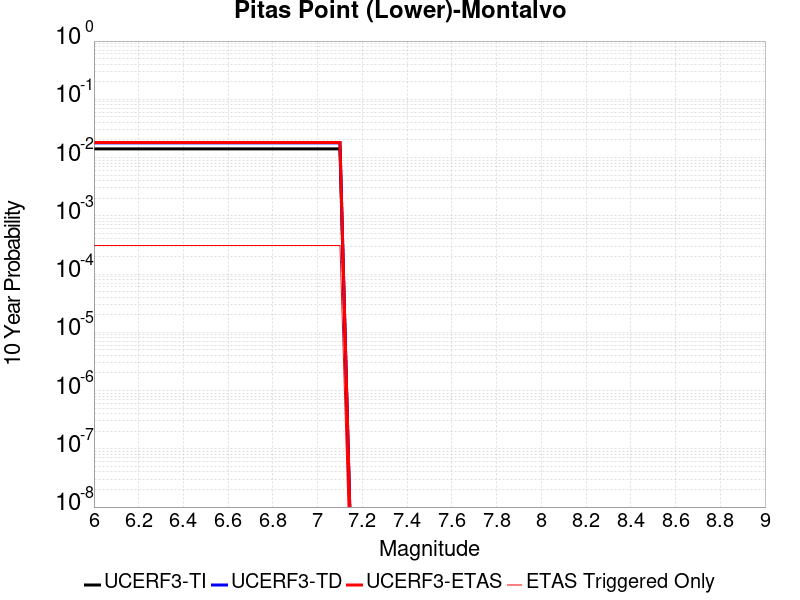 Pitas Point (Lower)-Montalvo
10 0
10 -1
10 -2
10 -3
10 -4
10 -5
10 -6
10 -7
10 -8
10 Year Probability
6 6.2 6.4 6.6 6.8 7 7.2 7.4 7.6 7.8 8 8.2 8.4 8.6 8.8 9
Magnitude
UCERF3-TI UCERF3-TD UCERF3-ETAS ETAS Triggered Only